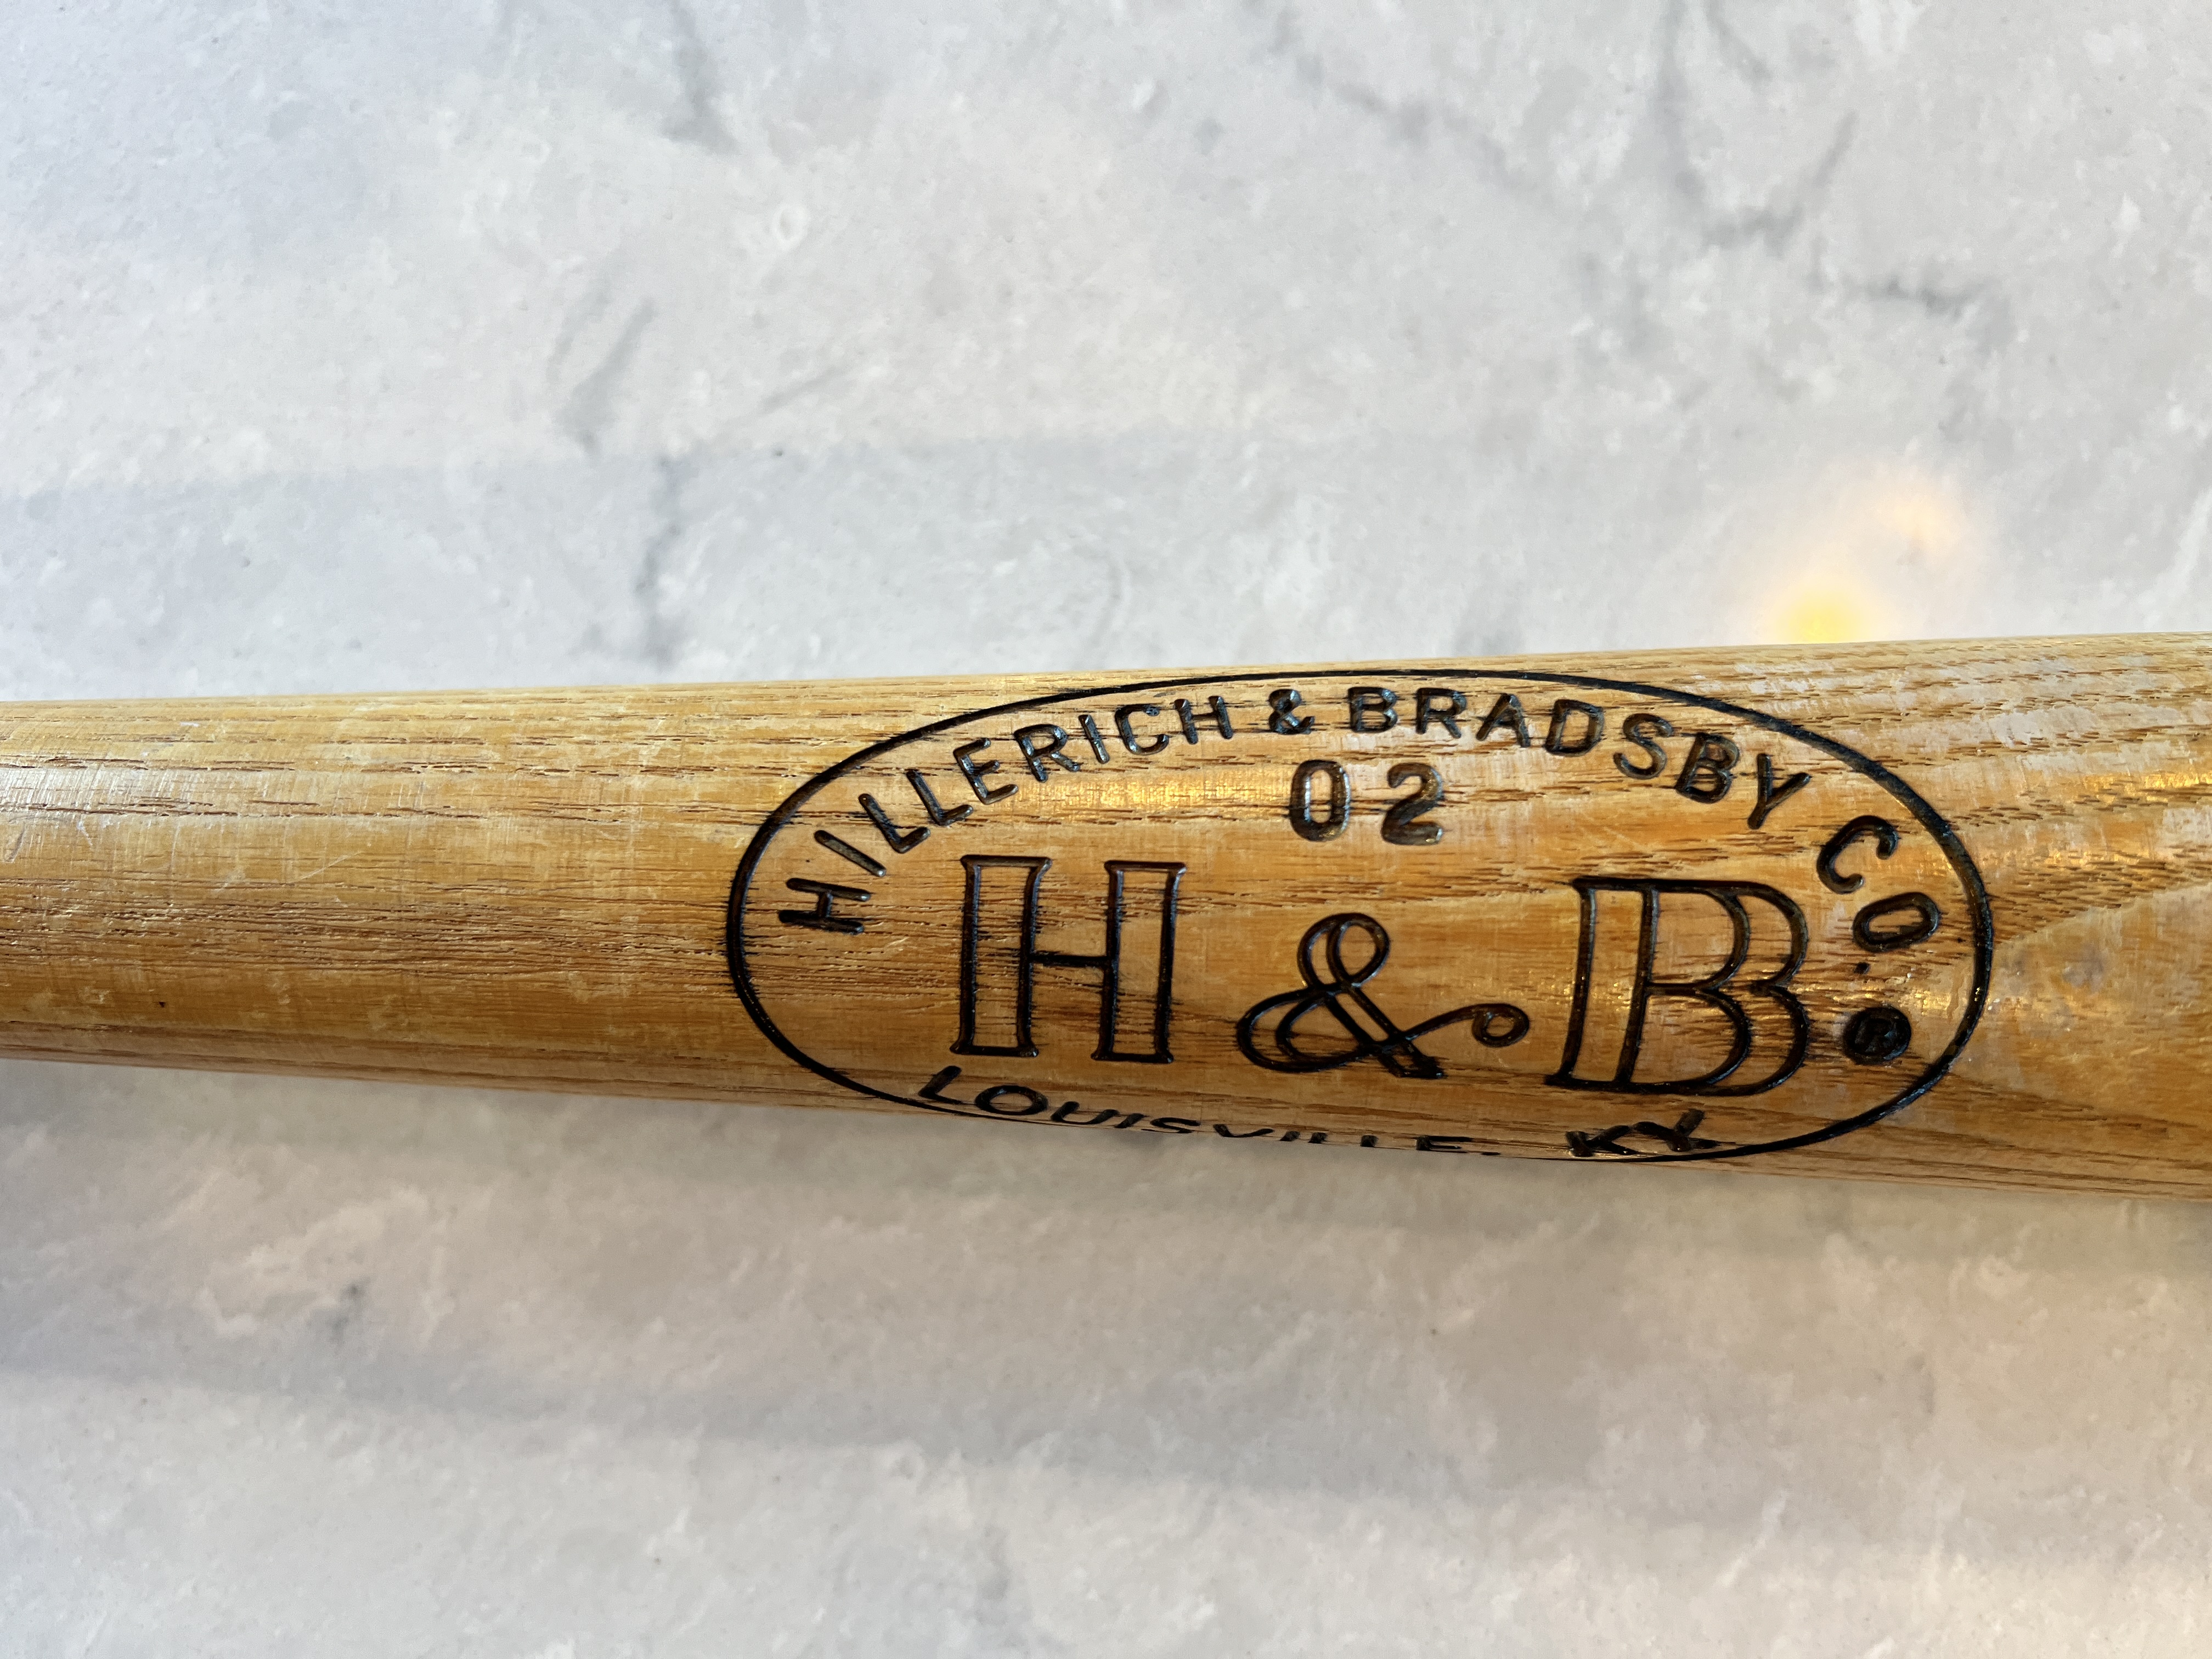 HILLERICH & BRADSBY CO.
02
H & B ®
LOUISVILLE, KY